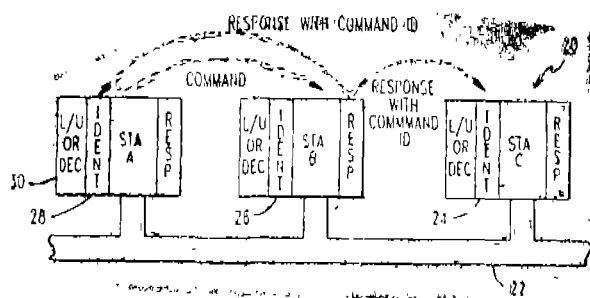 RESPONSE WITH COMMAND ID
20
COMMAND
RESPONSE
WITH
COMMMAND
ID
L/U OR DEC IDENT STA A RESP
L/U OR DEC IDENT STA B RESP
L/U OR DEC IDENT STA C RESP
30
28
26
24
22